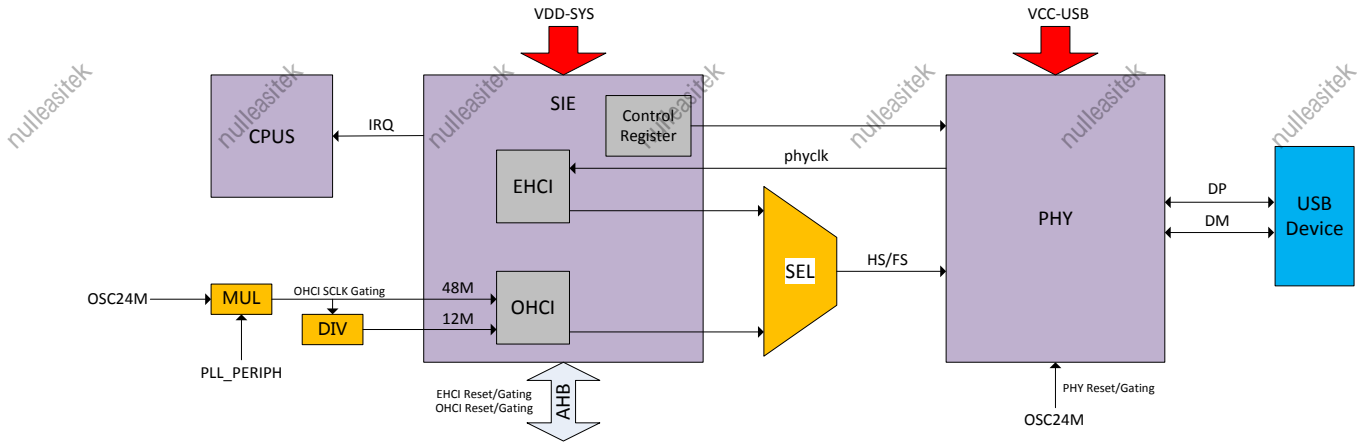 VDD-SYS
VCC-USB
SIE
Control
Register
CPUS
IRQ
EHCI
phyclk
PHY
DP
DM
USB
Device
SEL
HS/FS
OSC24M
MUL
OHCI SCLK Gating
48M
OHCI
DIV
12M
PLL_PERIPH
EHCI Reset/Gating
OHCI Reset/Gating
AHB
PHY Reset/Gating
OSC24M
nulleasitek
nulleasitek
nulleasitek
nulleasitek
nulleasitek
nulleasitek
nulleasitek